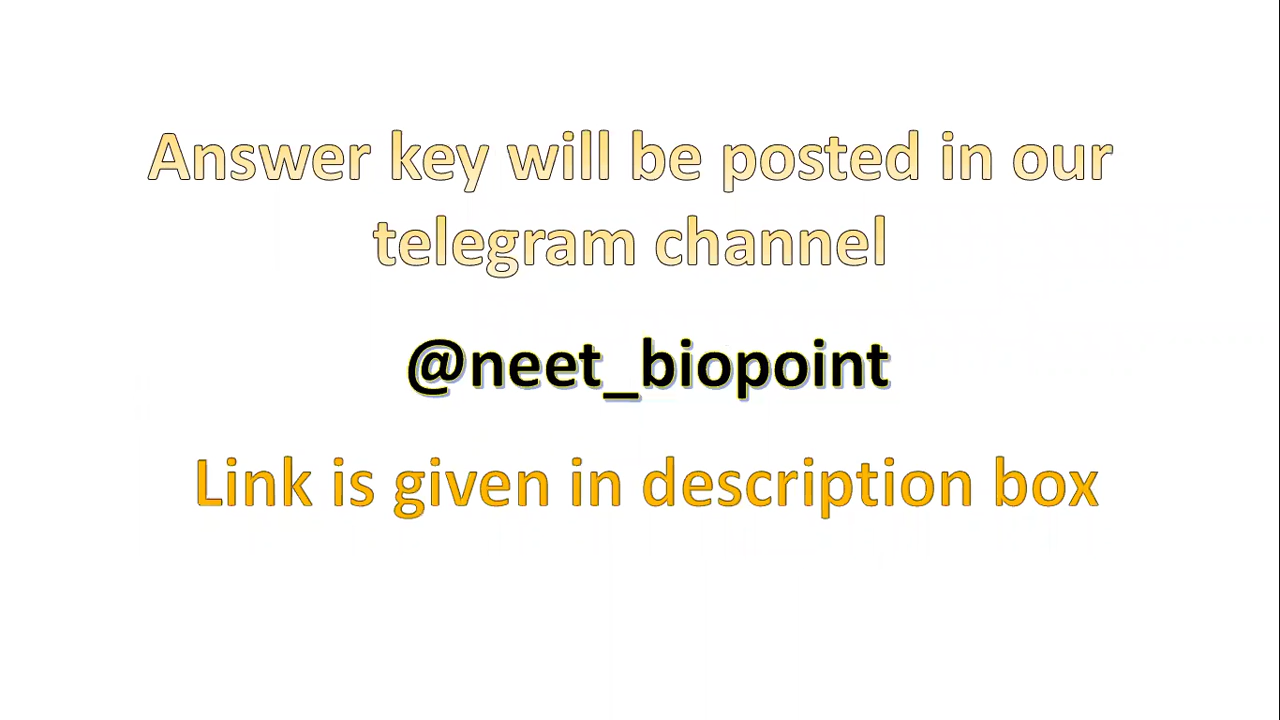 Answer key will be posted in our
telegram channel
@neet_biopoint
Link is given in description box